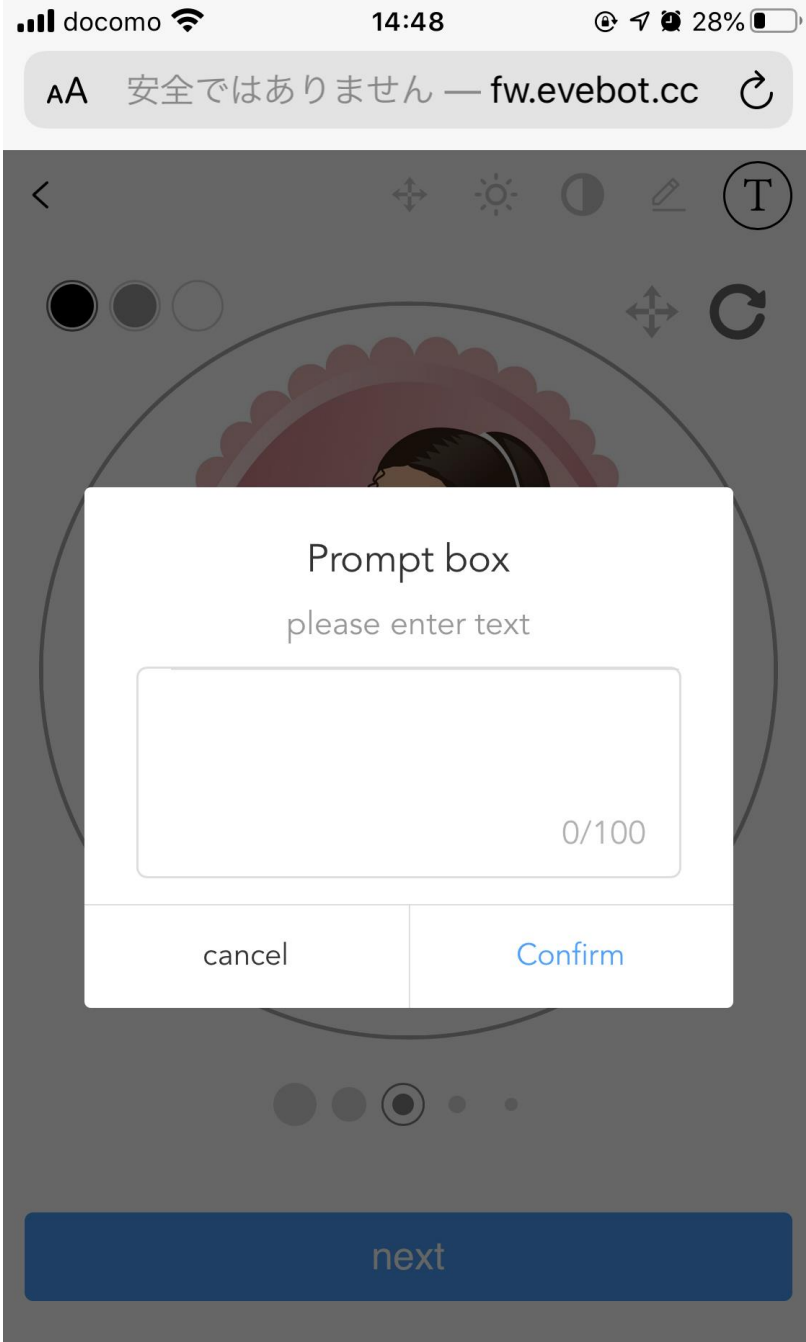 docomo 14:48 28%
AA 安全ではありません — fw.evebot.cc
T
Prompt box
please enter text
0/100
cancel Confirm
next